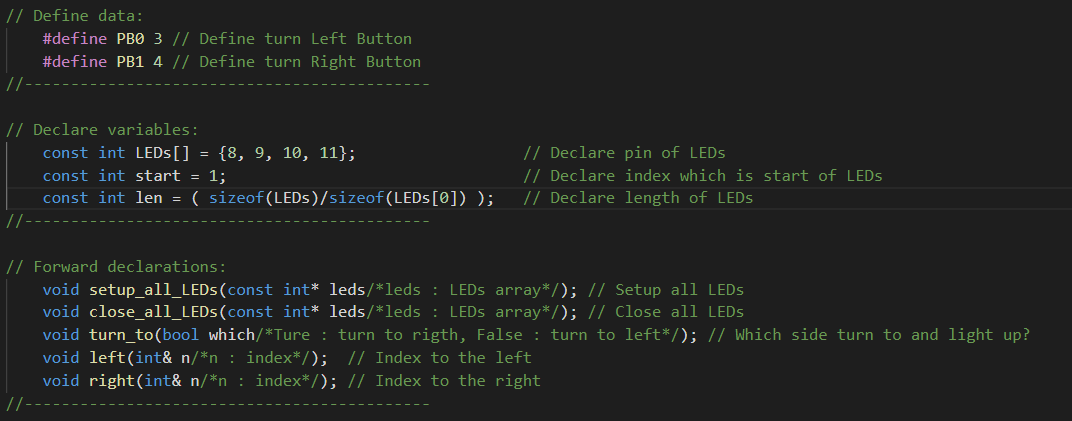 // Define data:
#define PB0 3 // Define turn Left Button
#define PB1 4 // Define turn Right Button
//--------------------------------------------
// Declare variables:
const int LEDs[] = {8, 9, 10, 11}; // Declare pin of LEDs
const int start = 1; // Declare index which is start of LEDs
const int len = ( sizeof(LEDs)/sizeof(LEDs[0]) ); // Declare length of LEDs
//--------------------------------------------
// Forward declarations:
void setup_all_LEDs(const int* leds/*leds : LEDs array*/); // Setup all LEDs
void close_all_LEDs(const int* leds/*leds : LEDs array*/); // Close all LEDs
void turn_to(bool which/*Ture : turn to rigth, False : turn to left*/); // Which side turn to and light up?
void left(int& n/*n : index*/); // Index to the left
void right(int& n/*n : index*/); // Index to the right
//--------------------------------------------